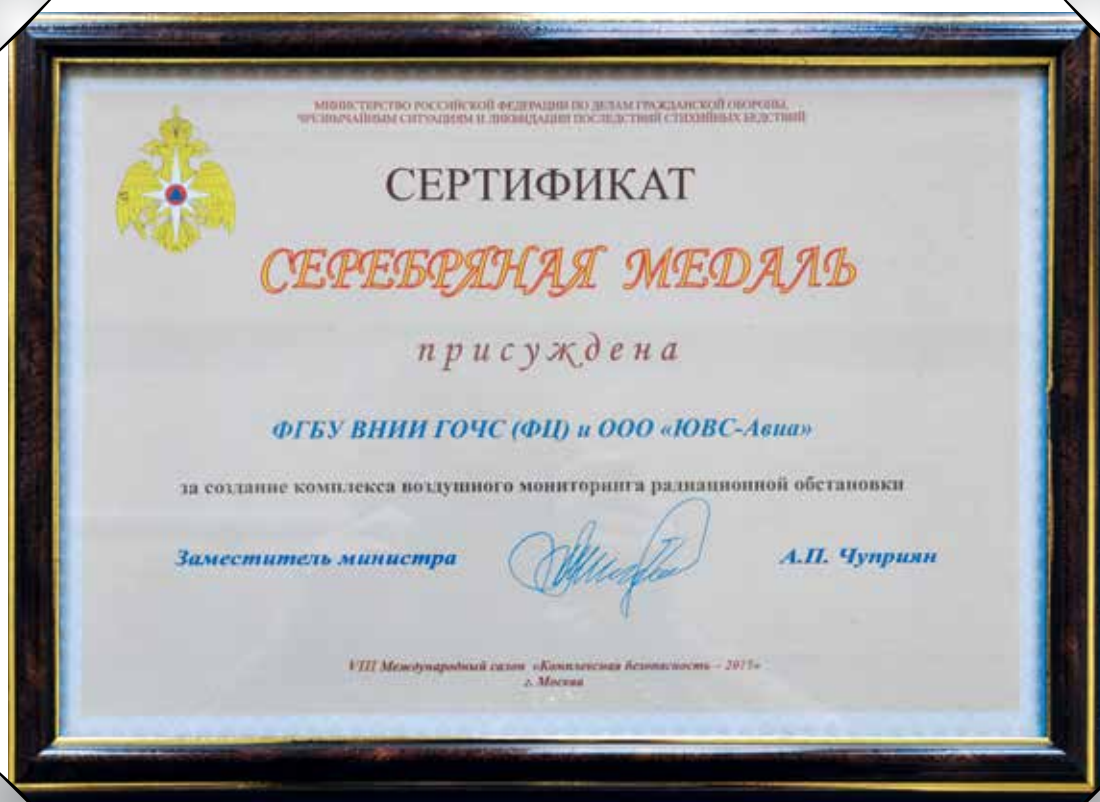 МИНИСТЕРСТВО РОССИЙСКОЙ ФЕДЕРАЦИИ ПО ДЕЛАМ ГРАЖДАНСКОЙ ОБОРОНЫ,
ЧРЕЗВЫЧАЙНЫМ СИТУАЦИЯМ И ЛИКВИДАЦИИ ПОСЛЕДСТВИЙ СТИХИЙНЫХ БЕДСТВИЙ
СЕРТИФИКАТ
СЕРЕБРЯНАЯ МЕДАЛЬ
присуждена
ФГБУ ВНИИ ГОЧС (ФЦ) и ООО «ЮВС-Авиа»
за создание комплекса воздушного мониторинга радиационной обстановки
Заместитель министра А.П. Чуприян
VIII Международный салон «Комплексная безопасность – 2015»
г. Москва